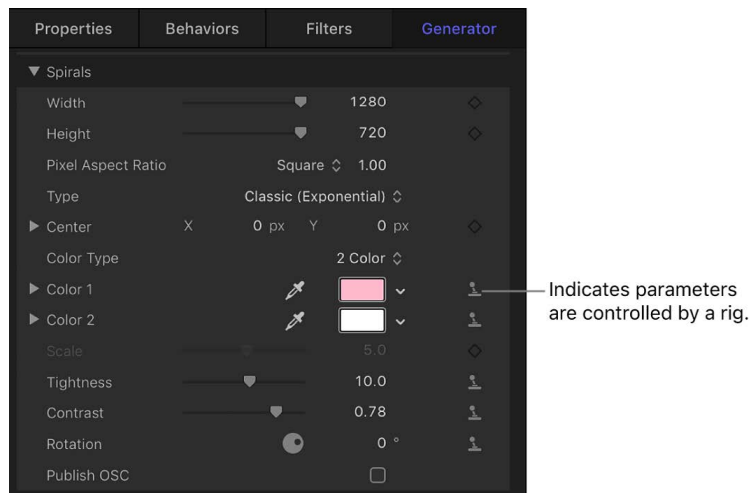 Properties Behaviors Filters Generator
Spirals
Width 1280
Height 720
Pixel Aspect Ratio Square 1.00
Type Classic (Exponential)
Center X 0 px Y 0 px
Color Type 2 Color
Color 1
Indicates parameters
are controlled by a rig.
Color 2
Scale 5.0
Tightness 10.0
Contrast 0.78
Rotation 0 °
Publish OSC